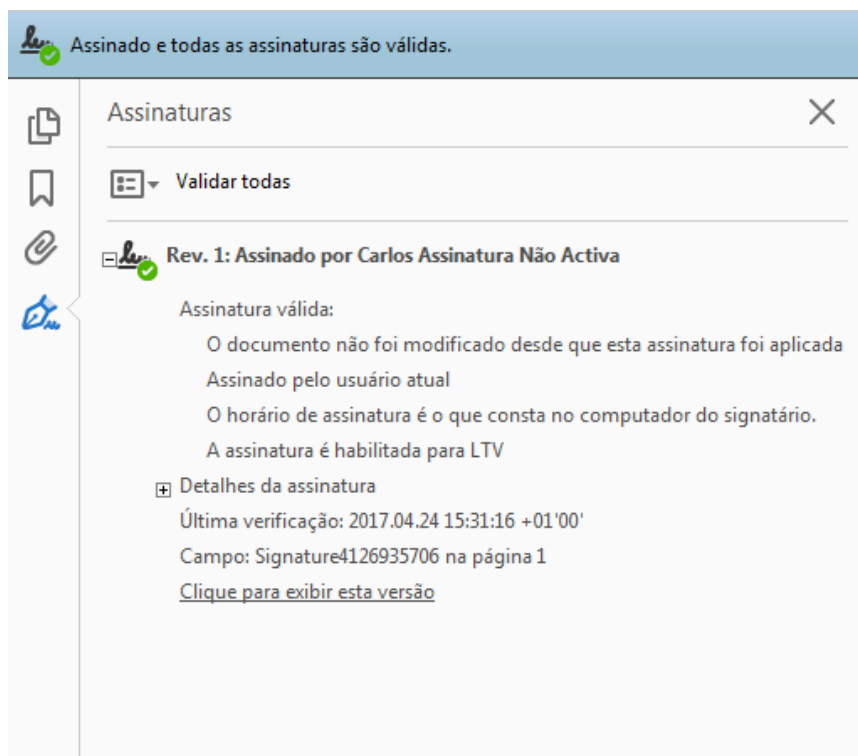 Assinado e todas as assinaturas são válidas.
Assinaturas
Validar todas
Rev. 1: Assinado por Carlos Assinatura Não Activa
Assinatura válida:
O documento não foi modificado desde que esta assinatura foi aplicada
Assinado pelo usuário atual
O horário de assinatura é o que consta no computador do signatário.
A assinatura é habilitada para LTV
Detalhes da assinatura
Última verificação: 2017.04.24 15:31:16 +01'00'
Campo: Signature4126935706 na página 1
Clique para exibir esta versão